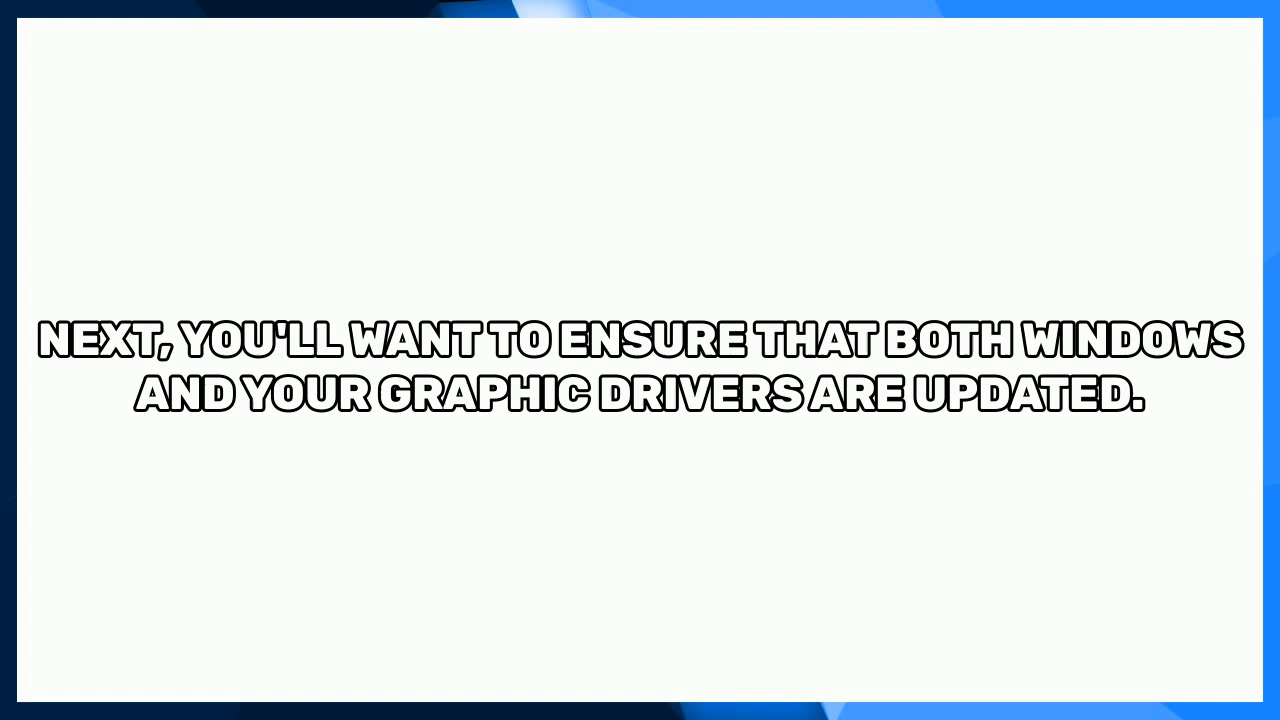 NEXT, YOU'LL WANT TO ENSURE THAT BOTH WINDOWS
AND YOUR GRAPHIC DRIVERS ARE UPDATED.